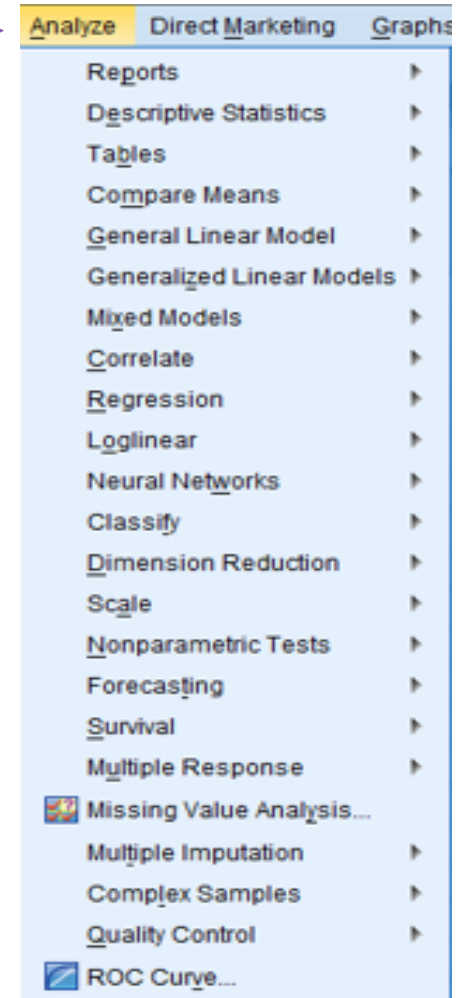 Analyze Direct Marketing Graphs
Reports
Descriptive Statistics
Tables
Compare Means
General Linear Model
Generalized Linear Models
Mixed Models
Correlate
Regression
Loglinear
Neural Networks
Classify
Dimension Reduction
Scale
Nonparametric Tests
Forecasting
Survival
Multiple Response
Missing Value Analysis...
Multiple Imputation
Complex Samples
Quality Control
ROC Curve...